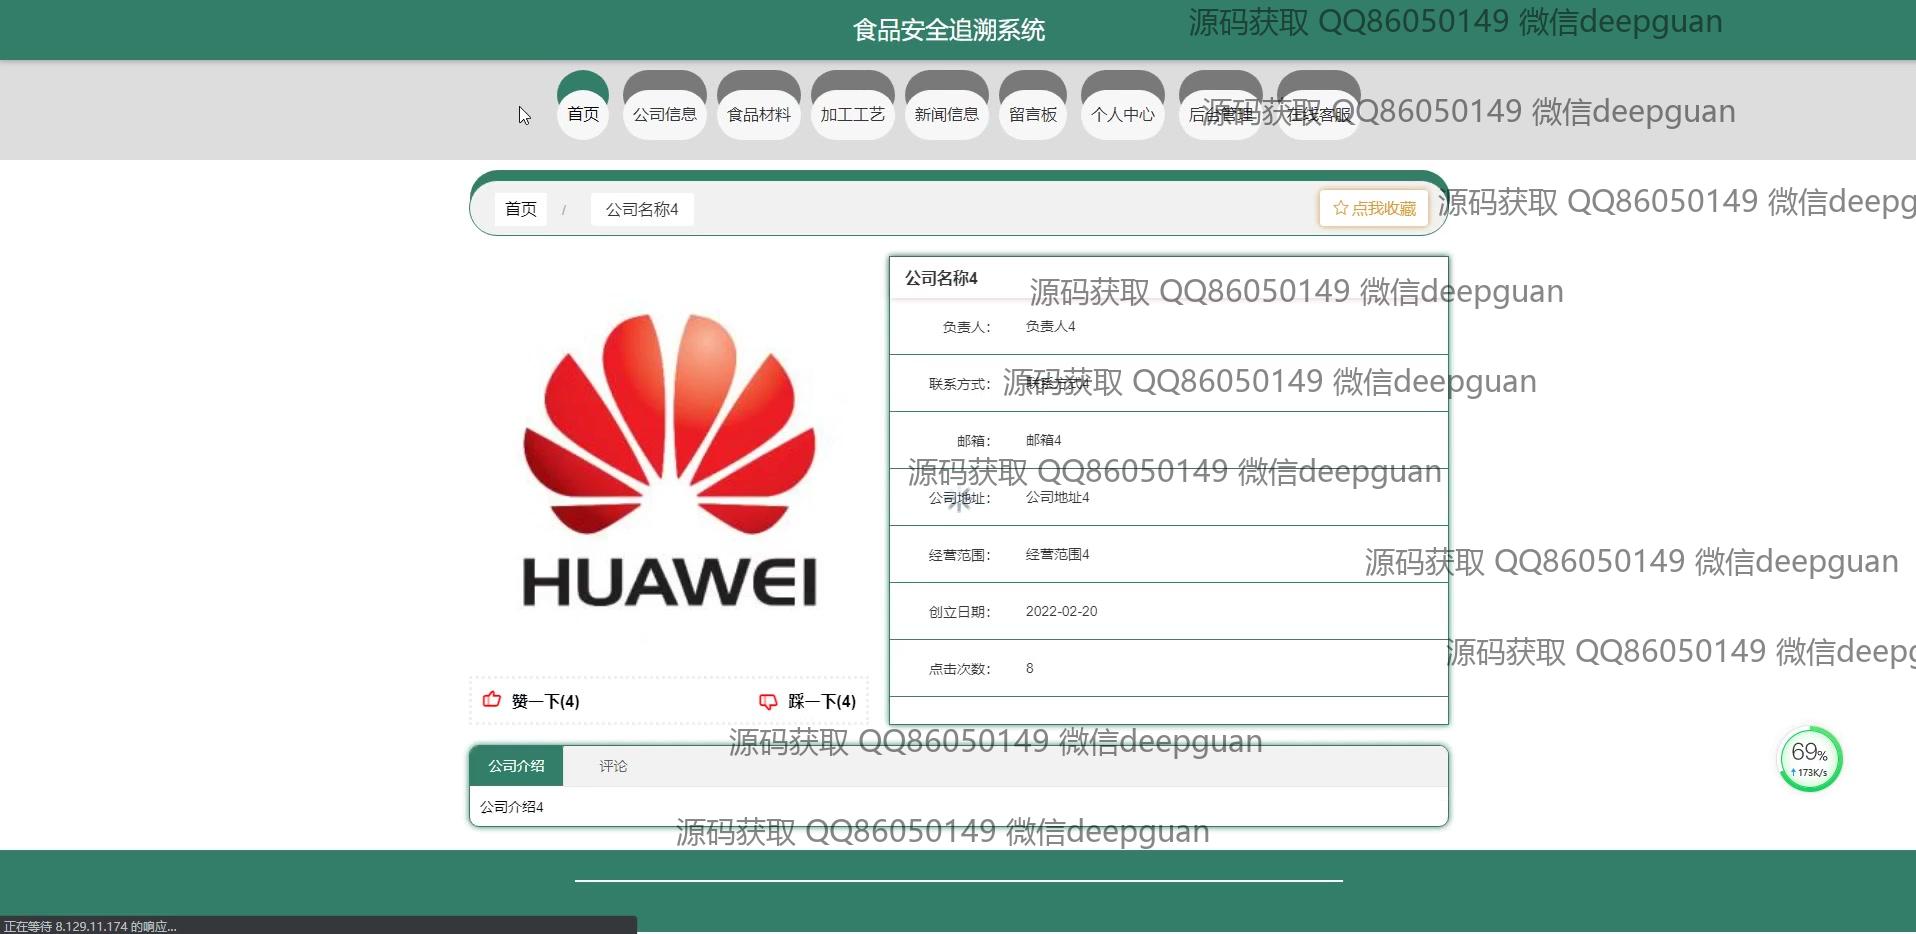 食品安全追溯系统
源码获取 QQ86050149 微信deepguan
首页 公司信息 食品材料 加工工艺 新闻信息 留言板 个人中心 后台管理 在线客服
源码获取 QQ86050149 微信deepguan
首页 / 公司名称4
点我收藏
源码获取 QQ86050149 微信deepg
公司名称4
源码获取 QQ86050149 微信deepguan
负责人： 负责人4
联系方式： 联系方式4
源码获取 QQ86050149 微信deepguan
邮箱： 邮箱4
源码获取 QQ86050149 微信deepguan
公司地址： 公司地址4
经营范围： 经营范围4
源码获取 QQ86050149 微信deepguan
创立日期： 2022-02-20
点击次数： 8
源码获取 QQ86050149 微信deepg
HUAWEI
赞一下(4) 踩一下(4)
源码获取 QQ86050149 微信deepguan
69%
↑173K/s
公司介绍 评论
公司介绍4
源码获取 QQ86050149 微信deepguan
正在等待 8.129.11.174 的响应...